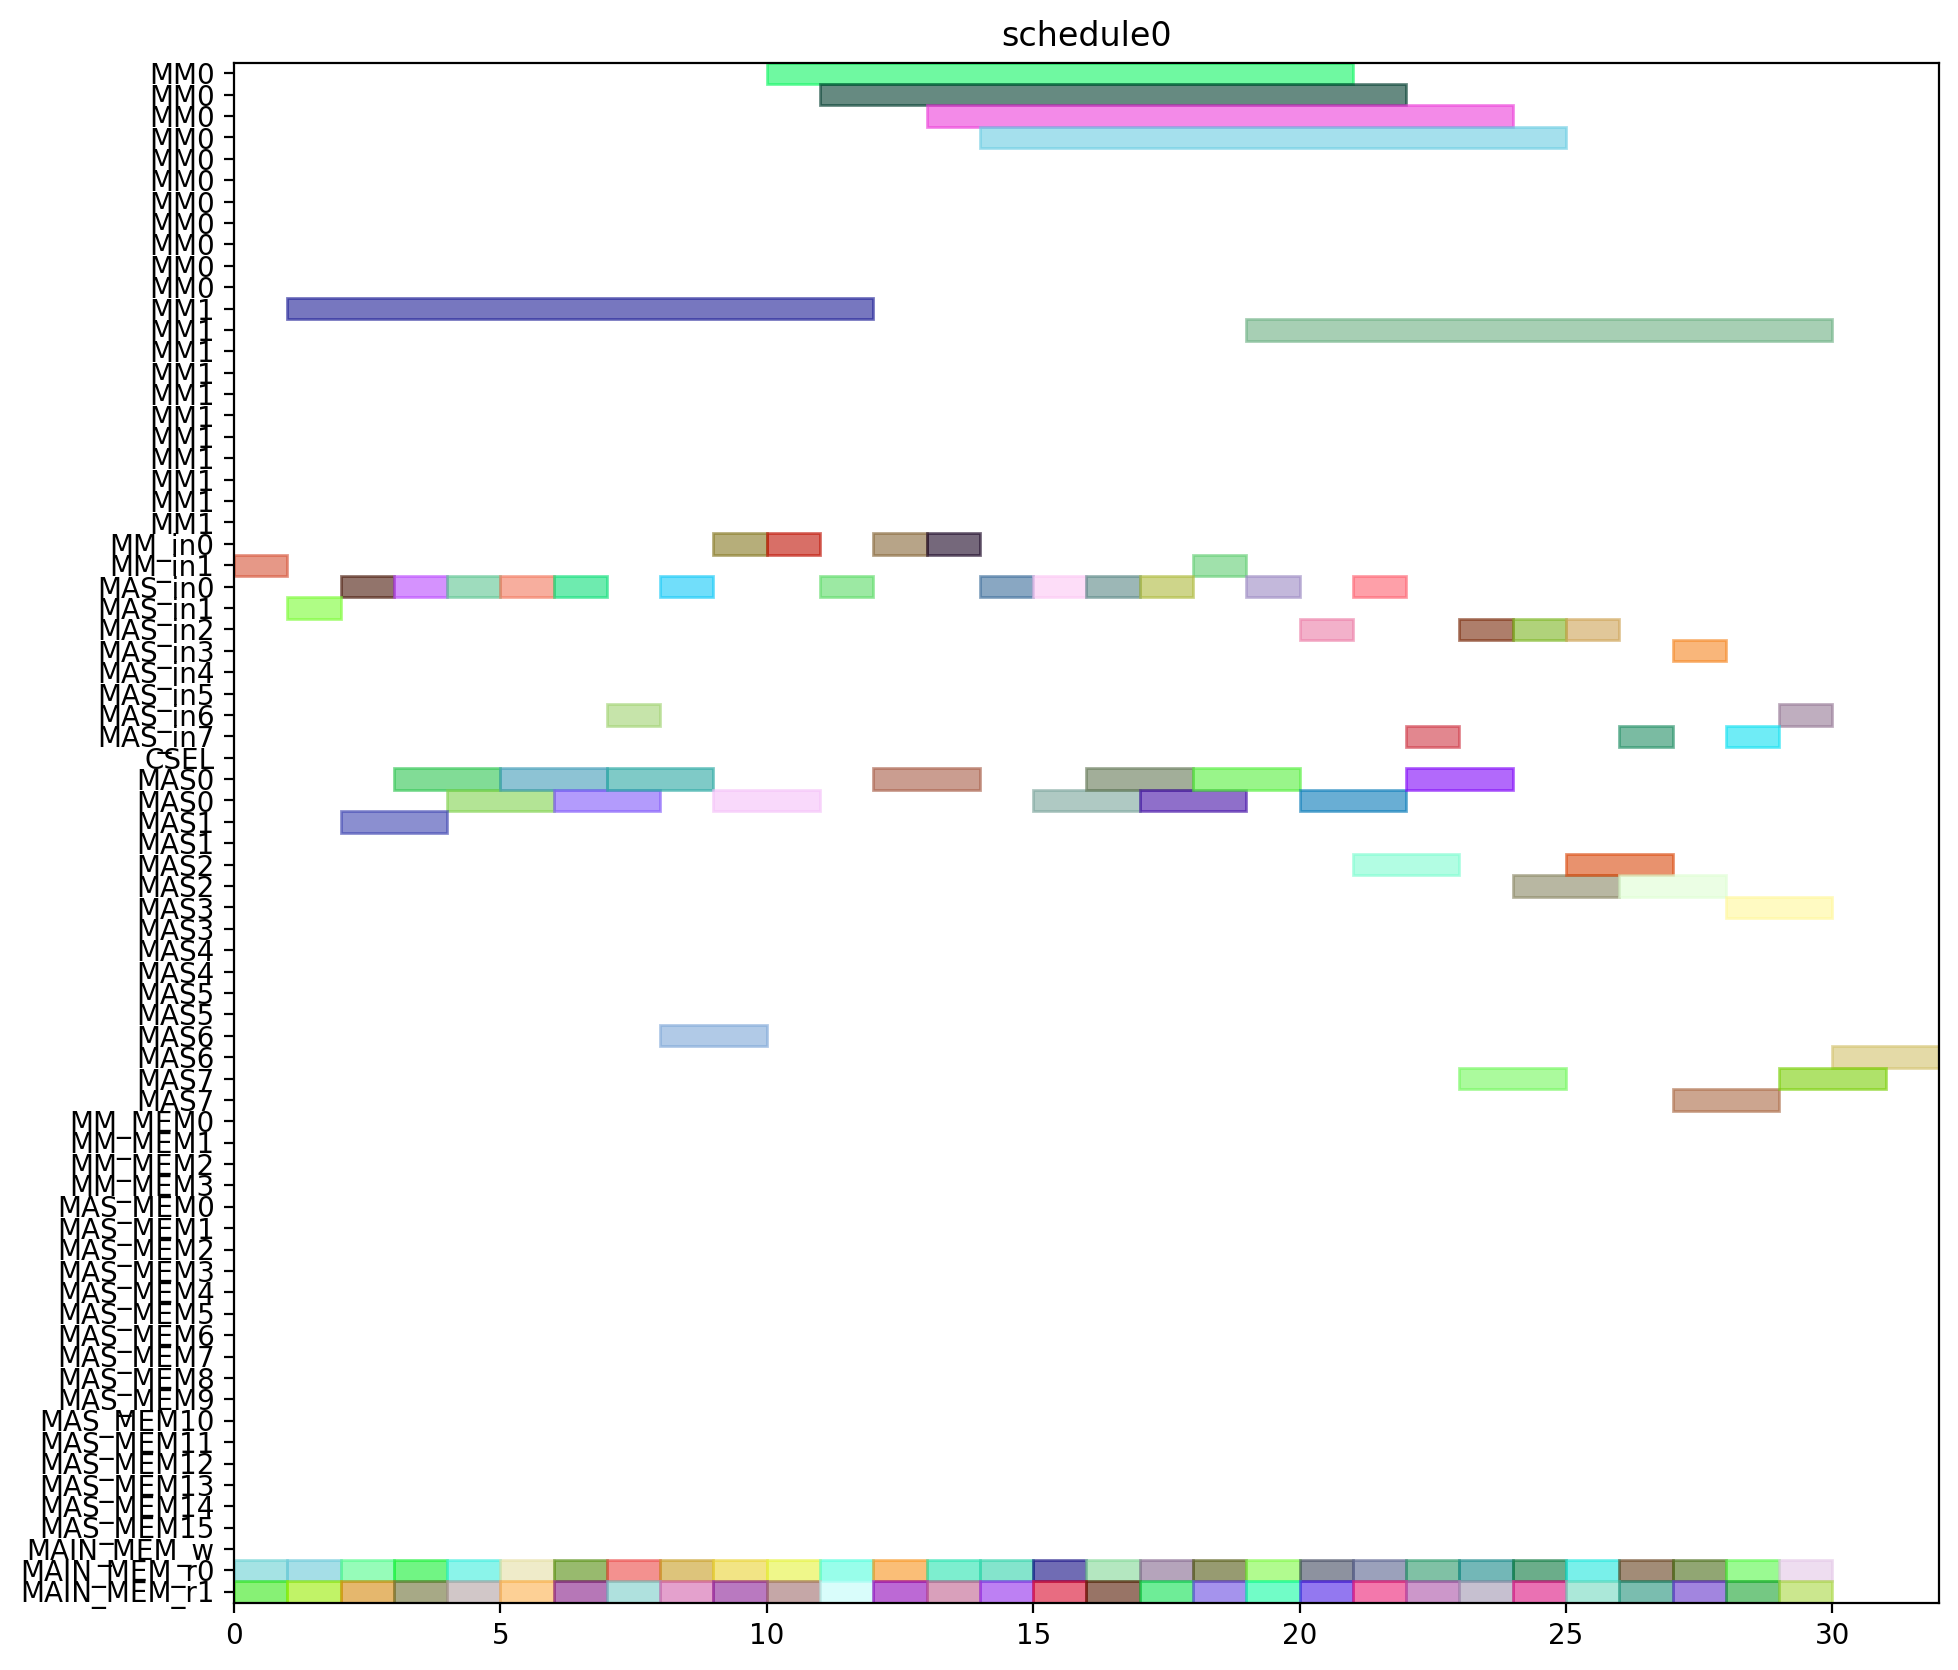 schedule0
MM0
MM0
MM0
MM0
MM0
MM0
MM0
MM0
MM0
MM0
MM0
MM1
MM1
MM1
MM1
MM1
MM1
MM1
MM1
MM1
MM1
MM1
MM_in0
MM_in1
MAS_in0
MAS_in1
MAS_in2
MAS_in3
MAS_in4
MAS_in5
MAS_in6
MAS_in7
CSEL
MAS0
MAS0
MAS1
MAS1
MAS2
MAS2
MAS3
MAS3
MAS4
MAS4
MAS5
MAS5
MAS6
MAS6
MAS7
MAS7
MM_MEM0
MM_MEM1
MM_MEM2
MM_MEM3
MAS_MEM0
MAS_MEM1
MAS_MEM2
MAS_MEM3
MAS_MEM4
MAS_MEM5
MAS_MEM6
MAS_MEM7
MAS_MEM8
MAS_MEM9
MAS_MEM10
MAS_MEM11
MAS_MEM12
MAS_MEM13
MAS_MEM14
MAS_MEM15
MAIN_MEM_w
MAIN_MEM_r0
MAIN_MEM_r1
0 5 10 15 20 25 30